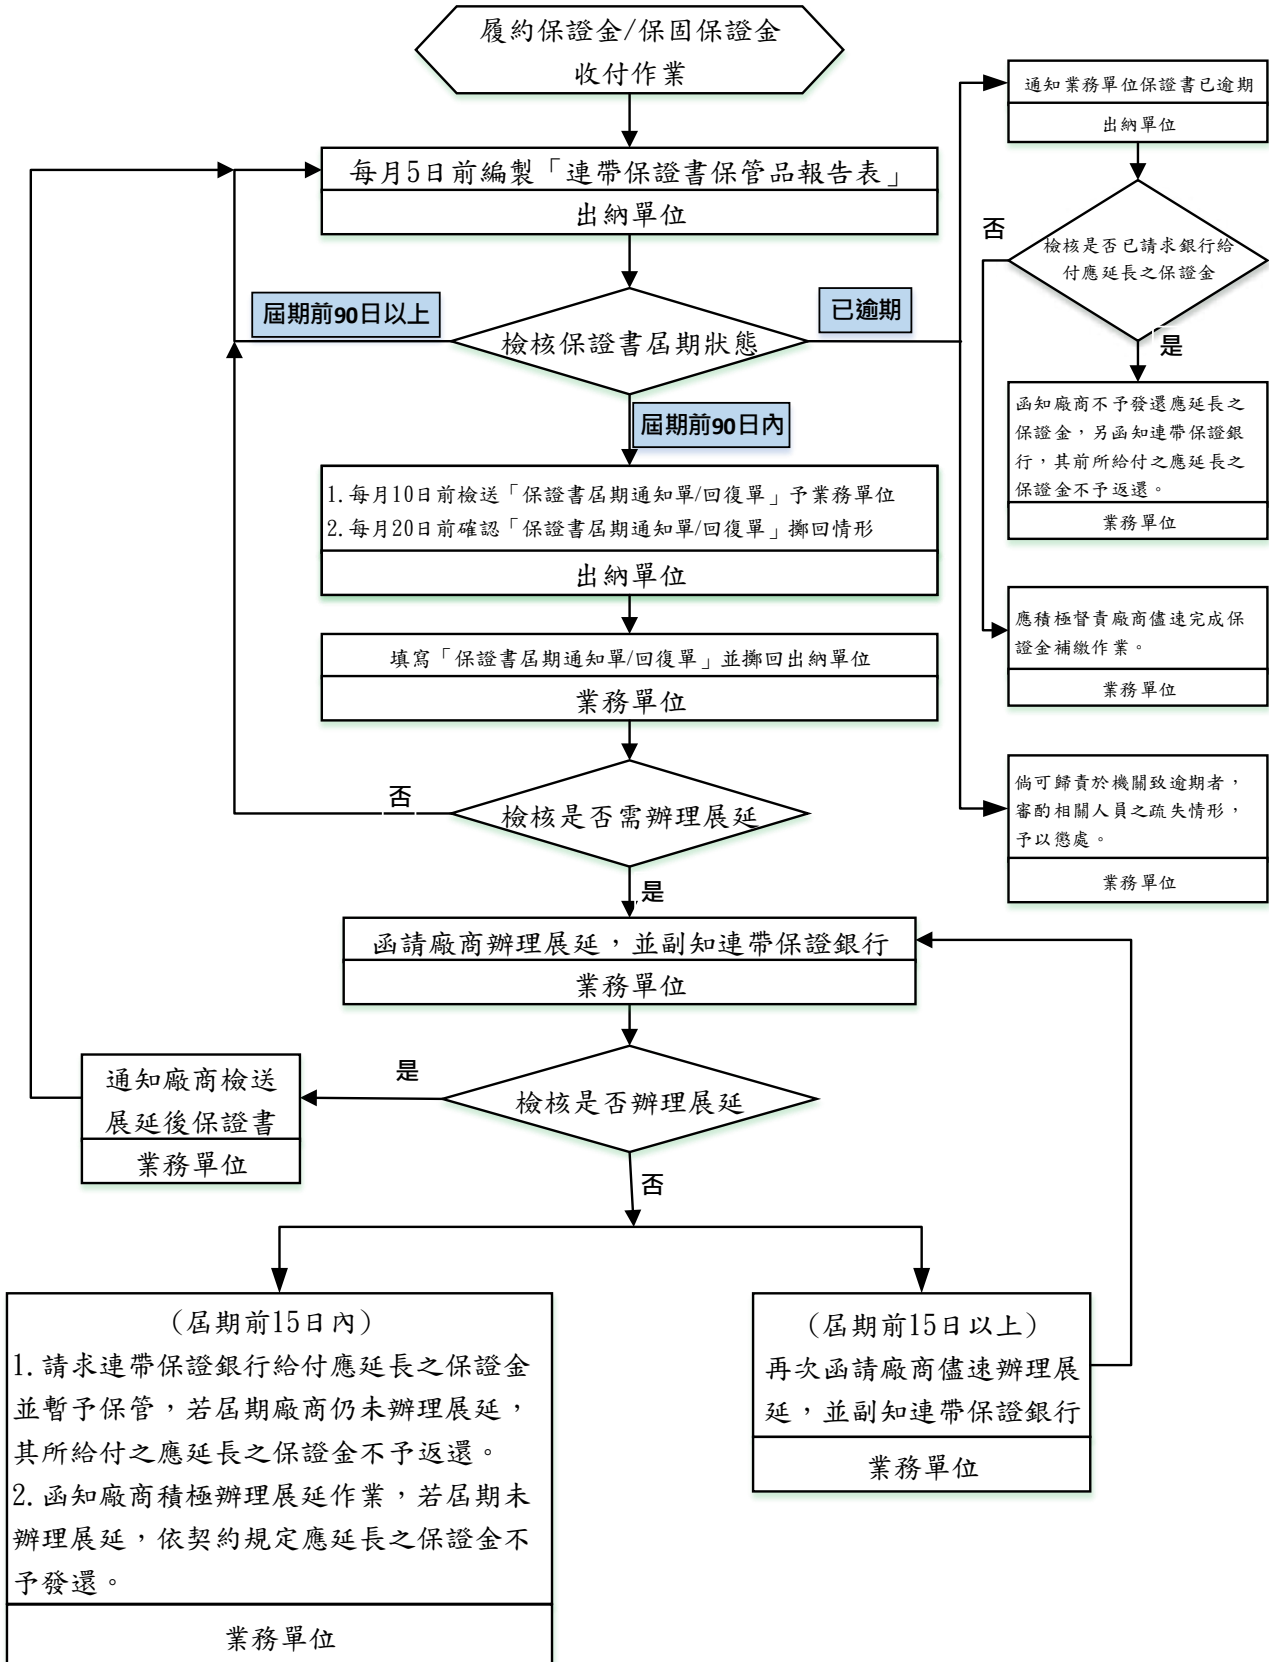 履約保證金/保固保證金
收付作業
每月5日前編製「連帶保證書保管品報告表」
出納單位
屆期前90日以上
已逾期
檢核保證書屆期狀態
屆期前90日內
1.每月10日前檢送「保證書屆期通知單/回復單」予業務單位
2.每月20日前確認「保證書屆期通知單/回復單」擲回情形
出納單位
填寫「保證書屆期通知單/回復單」並擲回出納單位
業務單位
否
檢核是否需辦理展延
是
函請廠商辦理展延，並副知連帶保證銀行
業務單位
是
檢核是否辦理展延
通知廠商檢送
展延後保證書
業務單位
否
（屆期前15日內）
1.請求連帶保證銀行給付應延長之保證金
並暫予保管，若屆期廠商仍未辦理展延，
其所給付之應延長之保證金不予返還。
2.函知廠商積極辦理展延作業，若屆期未
辦理展延，依契約規定應延長之保證金不
予發還。
業務單位
（屆期前15日以上）
再次函請廠商儘速辦理展
延，並副知連帶保證銀行
業務單位
通知業務單位保證書已逾期
出納單位
否
檢核是否已請求銀行給
付應延長之保證金
是
函知廠商不予發還應延長之
保證金，另函知連帶保證銀
行，其前所給付之應延長之
保證金不予返還。
業務單位
應積極督責廠商儘速完成保
證金補繳作業。
業務單位
倘可歸責於機關致逾期者，
審酌相關人員之疏失情形，
予以懲處。
業務單位